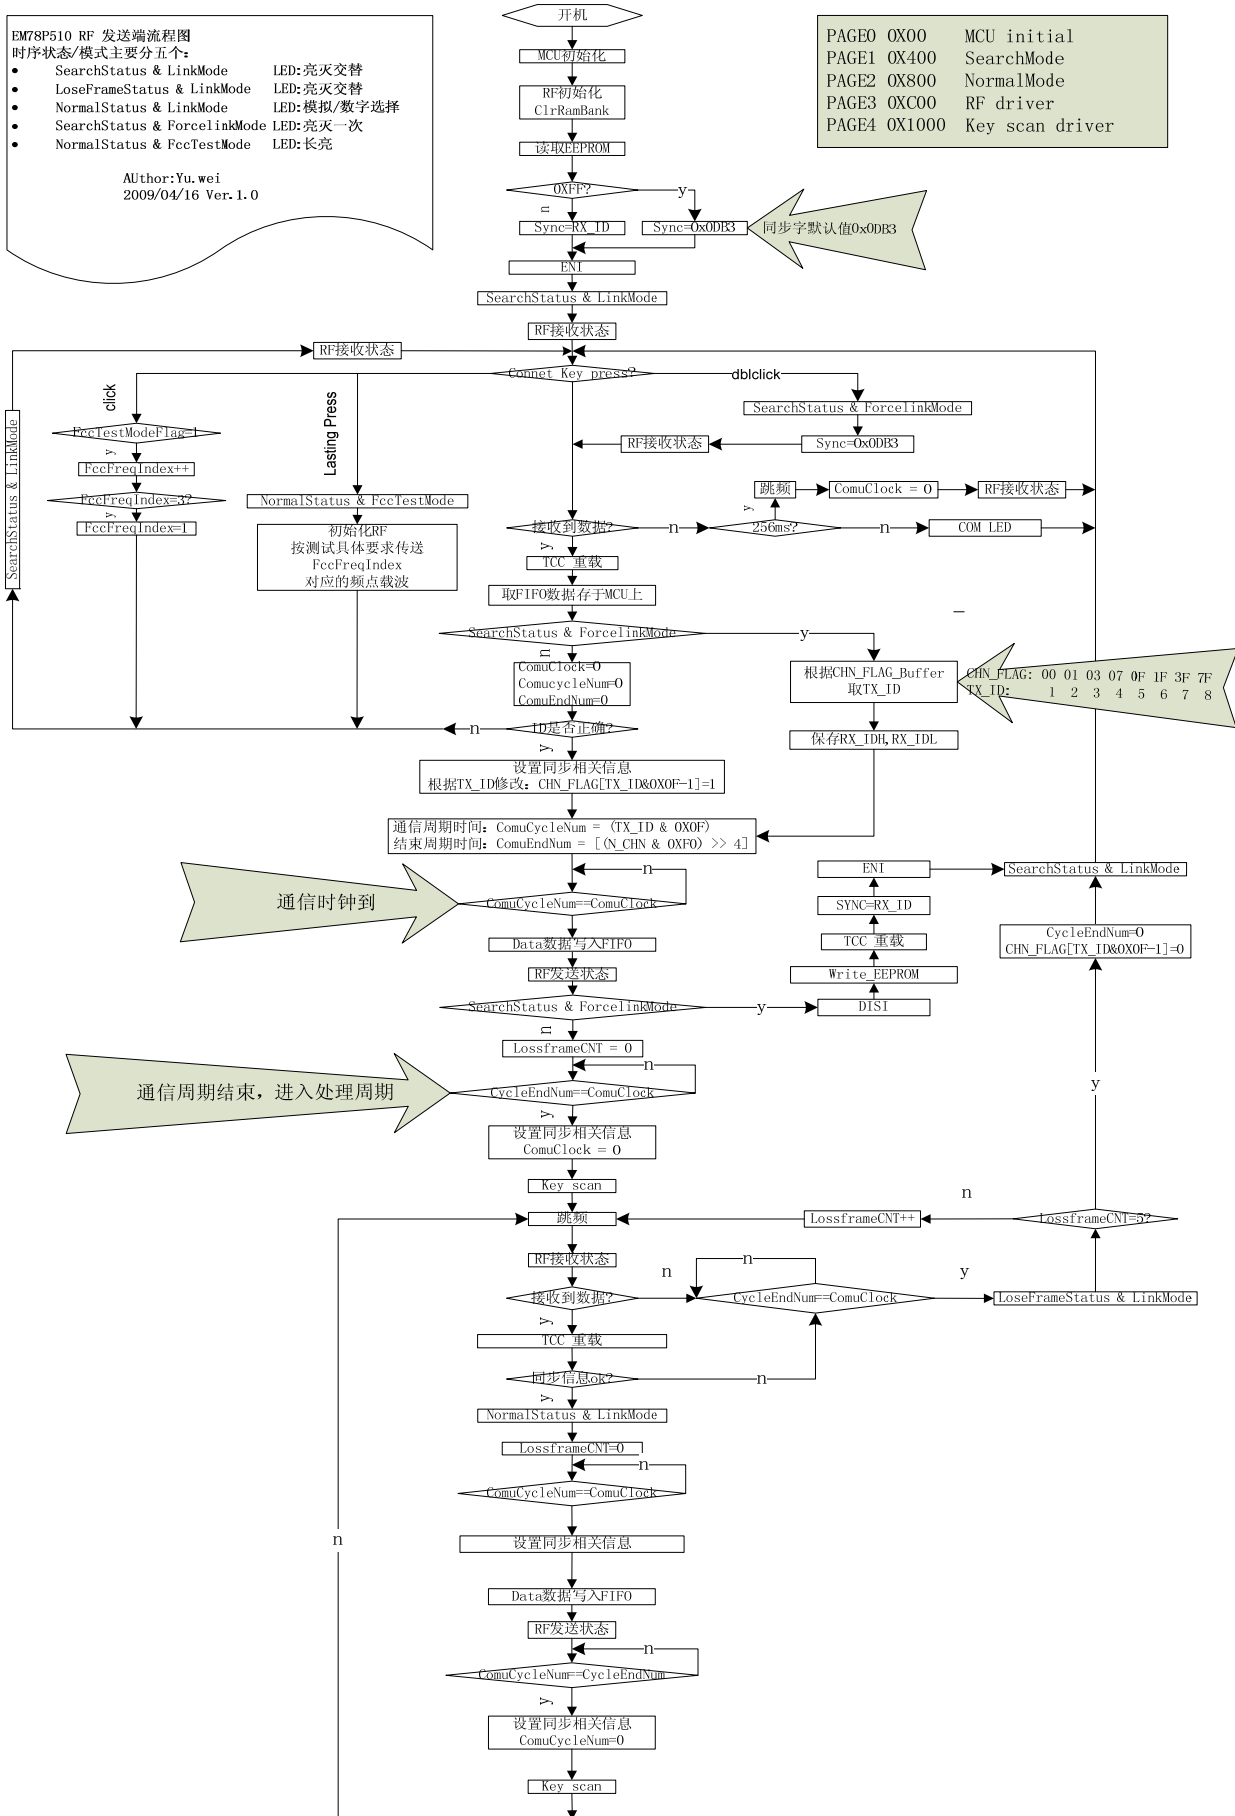 EM78P510 RF 发送端流程图
时序状态/模式主要分五个:
• SearchStatus & LinkMode LED:亮灭交替
• LoseFrameStatus & LinkMode LED:亮灭交替
• NormalStatus & LinkMode LED:模拟/数字选择
• SearchStatus & ForcelinkMode LED:亮灭一次
• NormalStatus & FccTestMode LED:长亮
AUthor:Yu.wei
2009/04/16 Ver.1.0
PAGE0 0X00 MCU initial
PAGE1 0X400 SearchMode
PAGE2 0X800 NormalMode
PAGE3 0XC00 RF driver
PAGE4 0X1000 Key scan driver
开机
MCU初始化
RF初始化
ClrRamBank
读取EEPROM
0XFF?
y
n
Sync=RX_ID
Sync=0x0DB3
同步字默认值0x0DB3
ENI
SearchStatus & LinkMode
RF接收状态
RF接收状态
Connet Key press?
dblclick
click
Lasting Press
SearchStatus & LinkMode
FccTestModeFlag=1
y
FccFreqIndex++
FccFreqIndex=3?
y
FccFreqIndex=1
NormalStatus & FccTestMode
初始化RF
按测试具体要求传送
FccFreqIndex
对应的频点载波
SearchStatus & ForcelinkMode
Sync=0x0DB3
RF接收状态
跳频
ComuClock = 0
RF接收状态
y
接收到数据?
n
256ms?
n
COM LED
y
TCC 重载
取FIFO数据存于MCU上
SearchStatus & ForcelinkMode
y
n
ComuClock=0
ComucycleNum=0
ComuEndNum=0
根据CHN_FLAG_Buffer
取TX_ID
CHN_FLAG: 00 01 03 07 0F 1F 3F 7F
TX_ID: 1 2 3 4 5 6 7 8
保存RX_IDH,RX_IDL
ID是否正确?
n
y
设置同步相关信息
根据TX_ID修改: CHN_FLAG[TX_ID&0X0F-1]=1
通信周期时间: ComuCycleNum = (TX_ID & 0X0F)
结束周期时间: ComuEndNum = [(N_CHN & 0XF0) >> 4]
n
通信时钟到
ComuCycleNum==ComuClock
Data数据写入FIFO
RF发送状态
SearchStatus & ForcelinkMode
y
DISI
Write_EEPROM
TCC 重载
SYNC=RX_ID
ENI
SearchStatus & LinkMode
CycleEndNum=0
CHN_FLAG[TX_ID&0X0F-1]=0
n
LossframeCNT = 0
n
通信周期结束，进入处理周期
CycleEndNum==ComuClock
y
设置同步相关信息
ComuClock = 0
Key scan
y
跳频
LossframeCNT++
n
LossframeCNT=5?
RF接收状态
接收到数据?
n
n
CycleEndNum==ComuClock
y
LoseFrameStatus & LinkMode
y
TCC 重载
同步信息ok?
n
y
NormalStatus & LinkMode
LossframeCNT=0
n
ComuCycleNum==ComuClock
n
设置同步相关信息
Data数据写入FIFO
RF发送状态
n
ComuCycleNum==CycleEndNum
y
设置同步相关信息
ComuCycleNum=0
Key scan